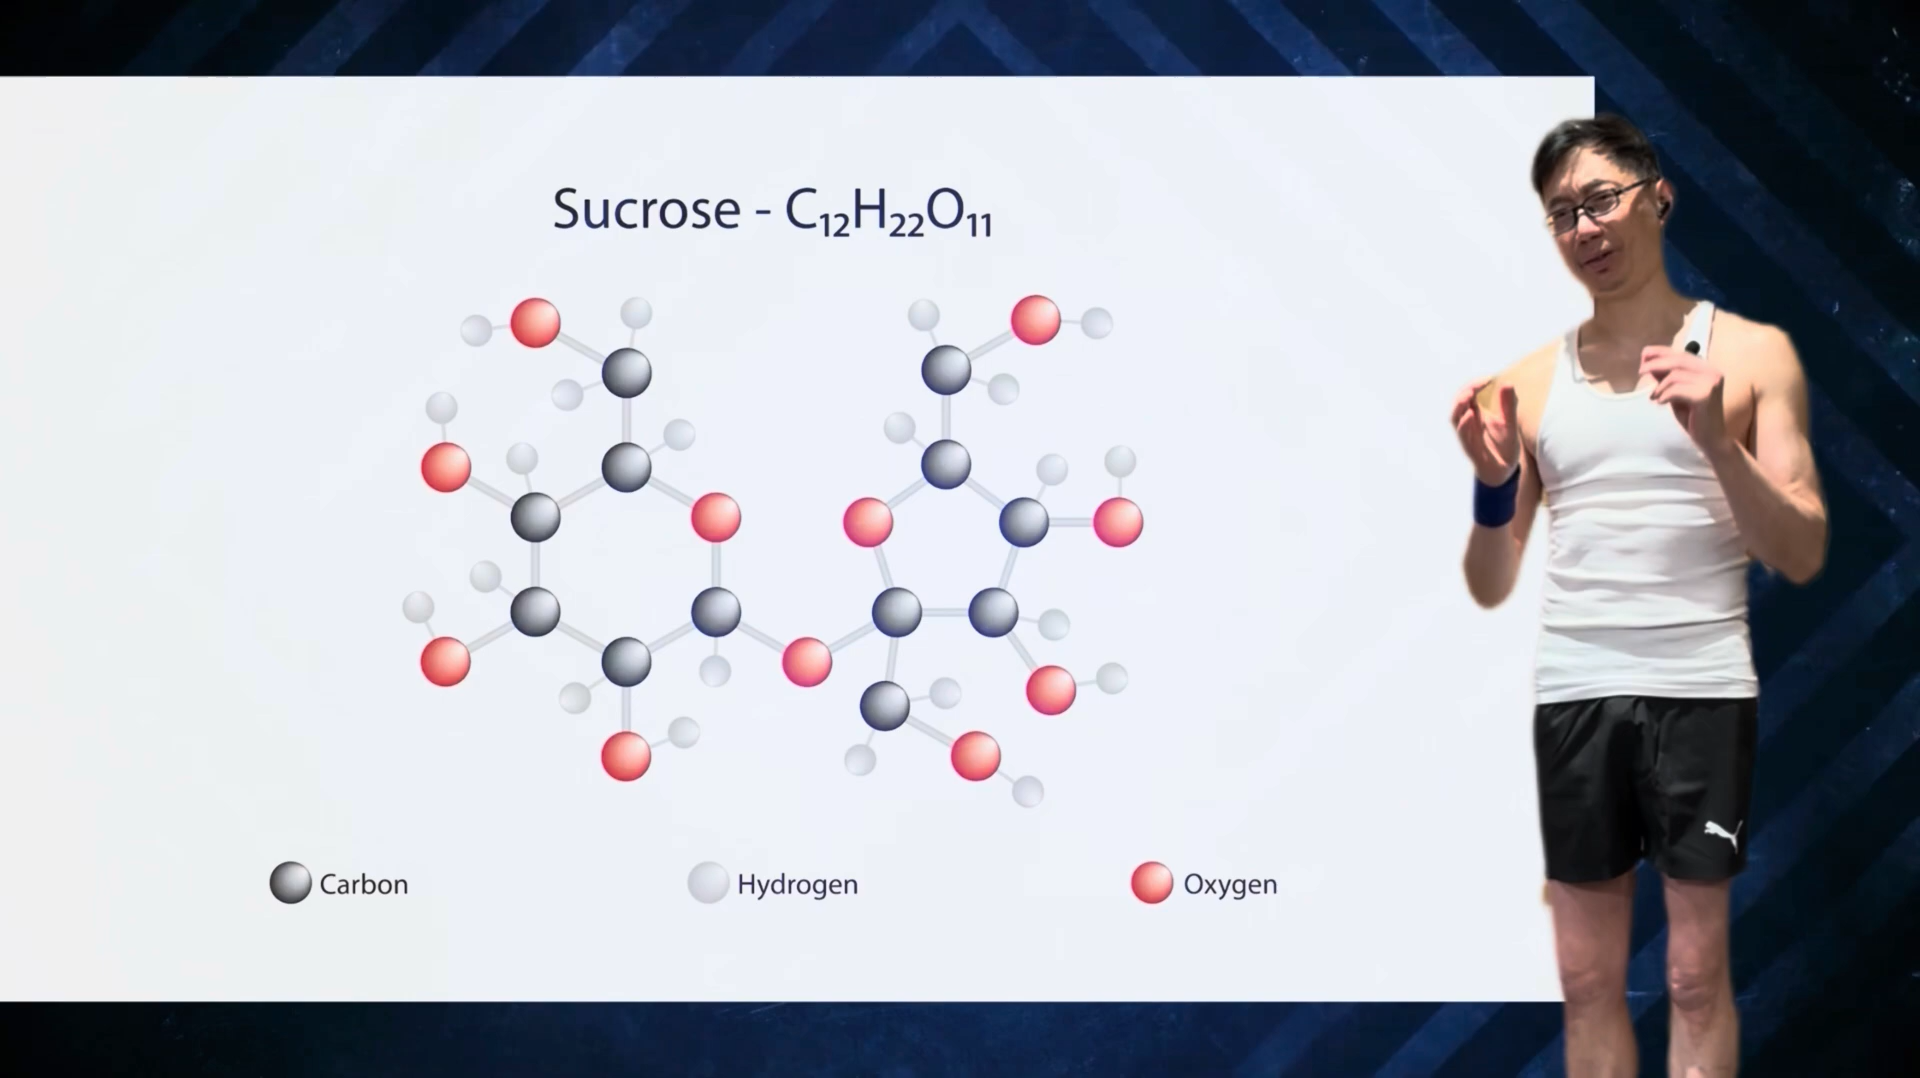 Sucrose - C₁₂H₂₂O₁₁
Carbon
Hydrogen
Oxygen